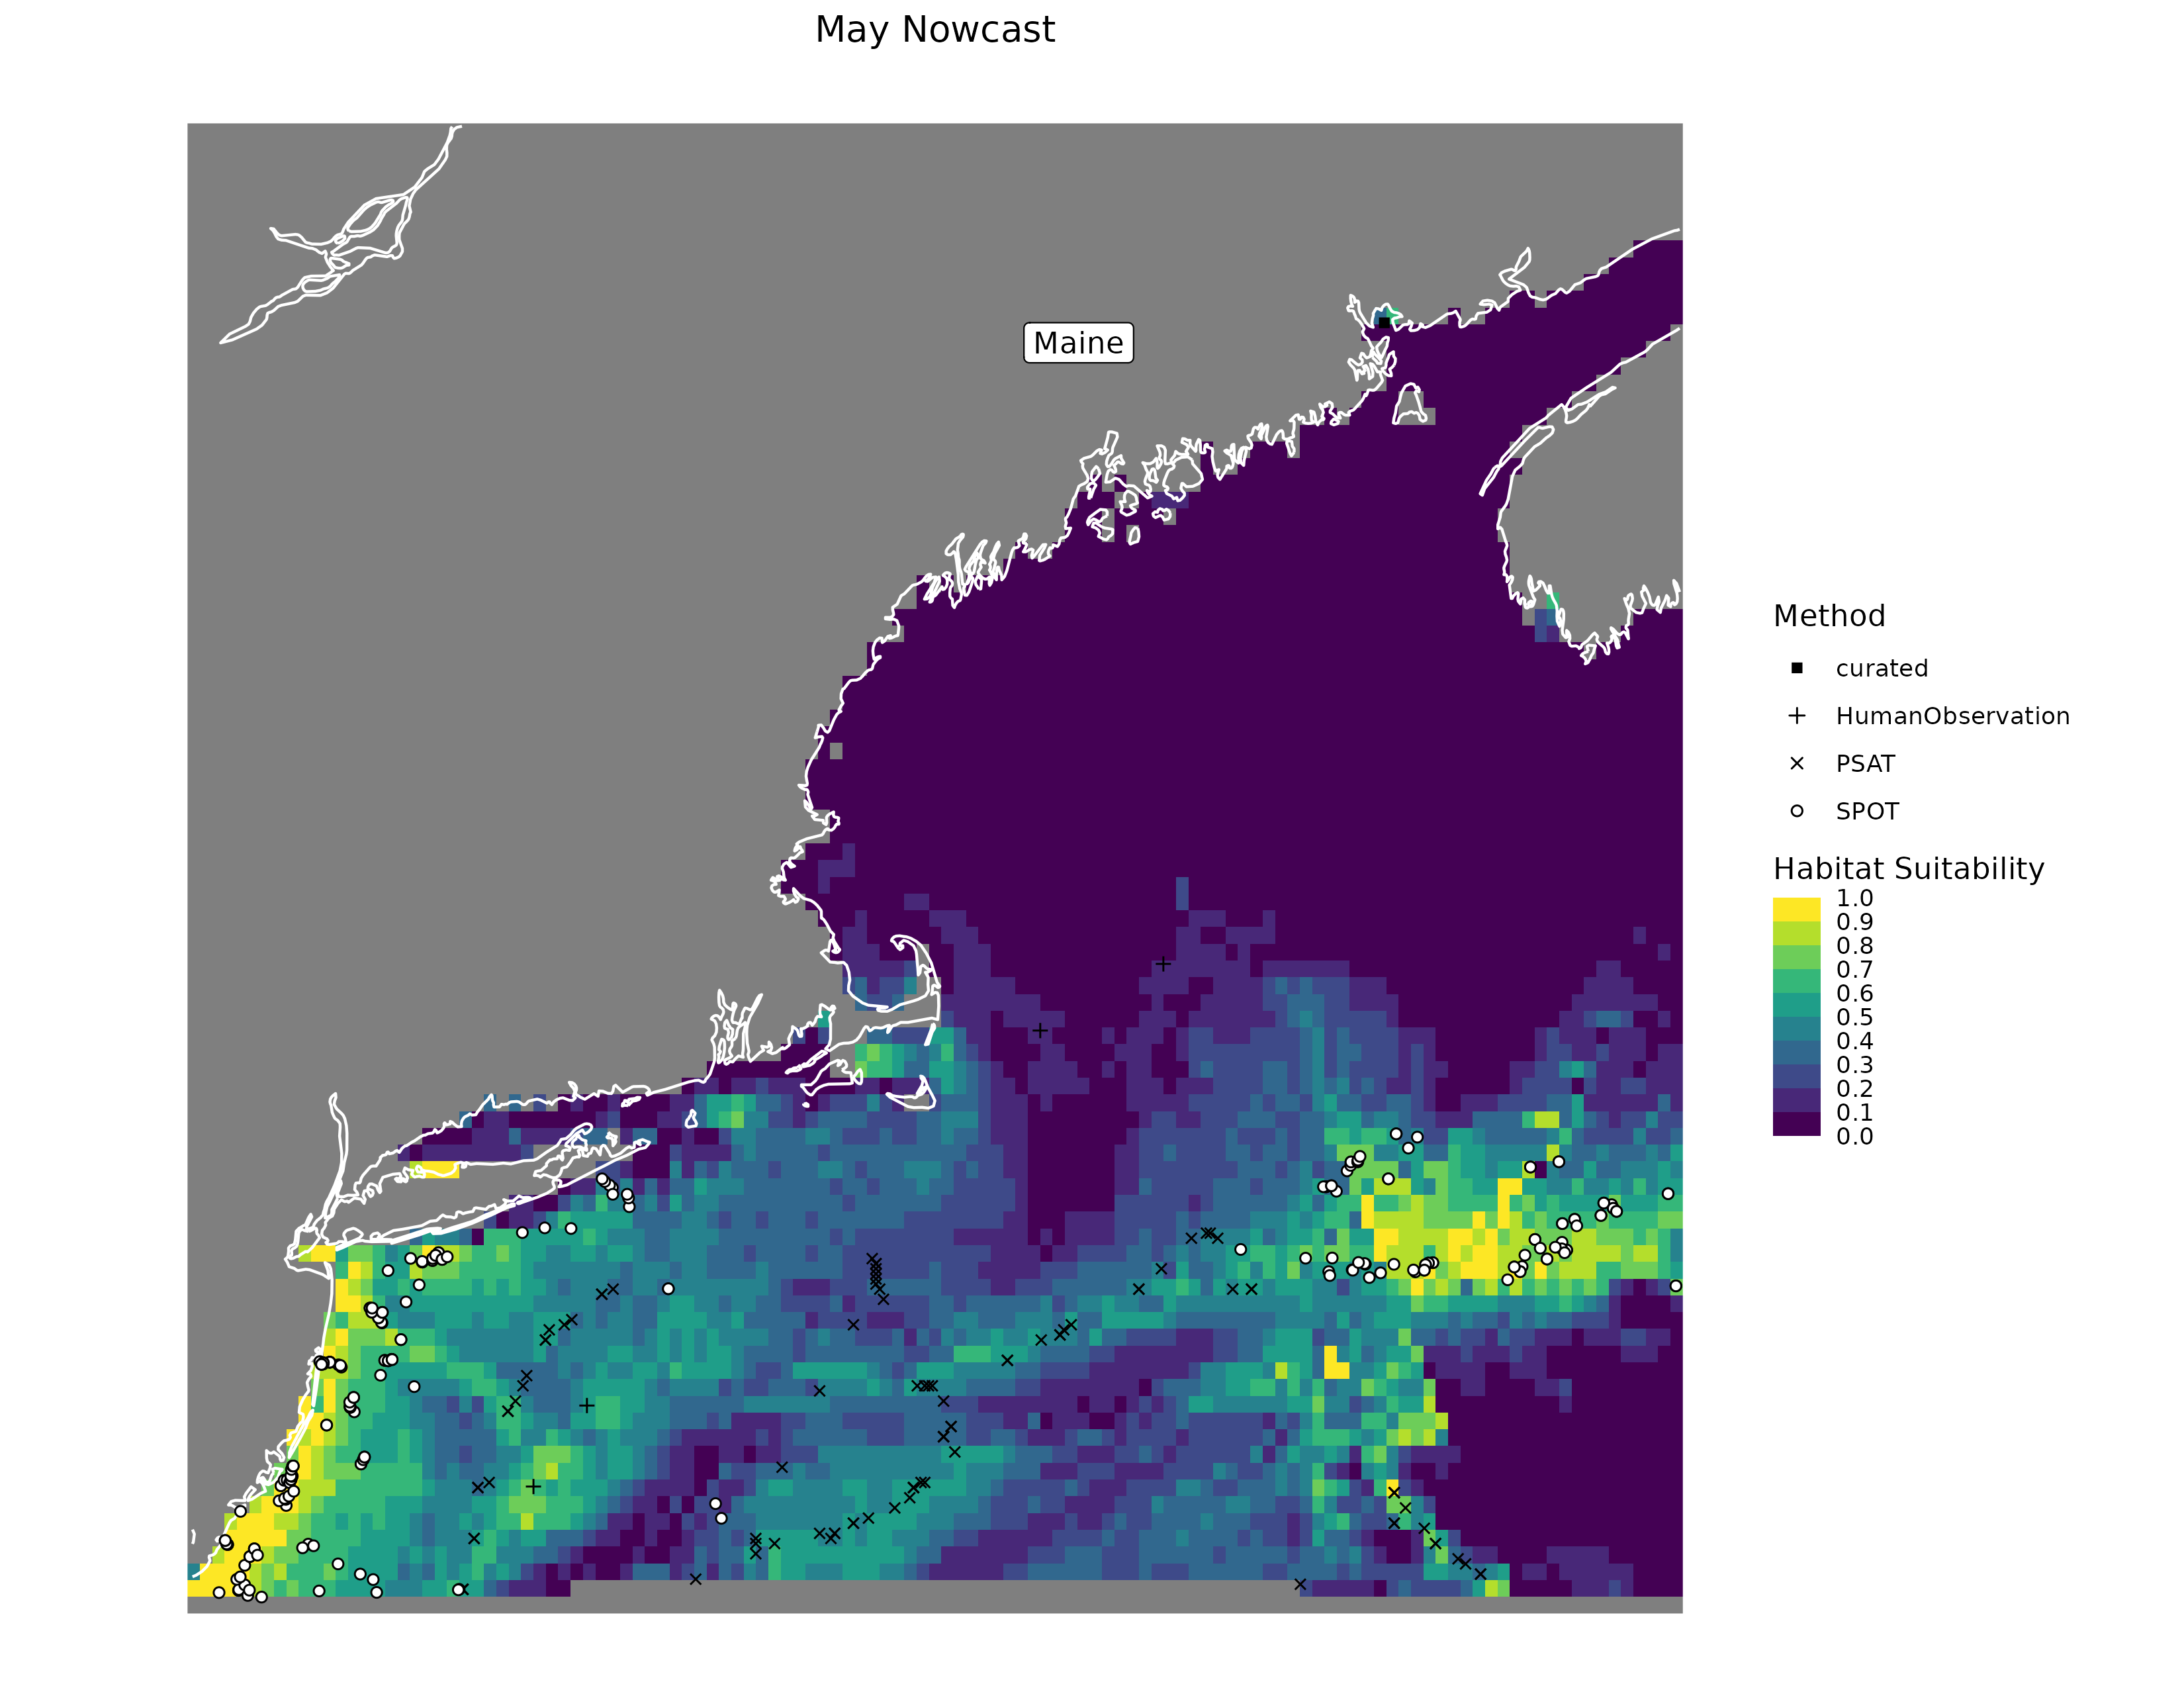 May Nowcast
Maine
Method
curated
HumanObservation
PSAT
SPOT
Habitat Suitability
1.0
0.9
0.8
0.7
0.6
0.5
0.4
0.3
0.2
0.1
0.0